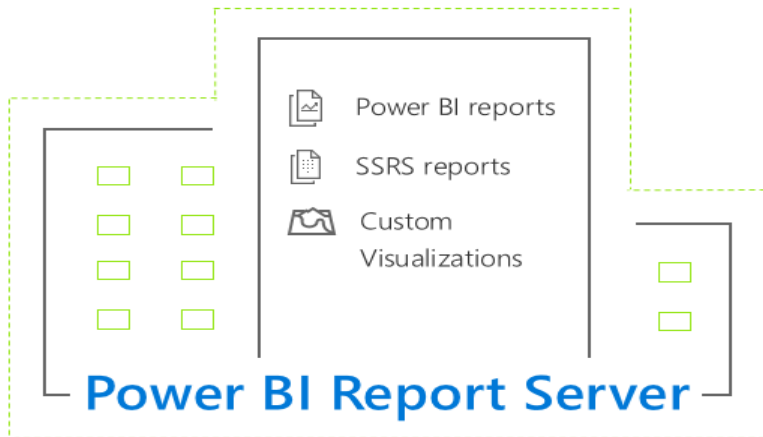 Power BI reports
SSRS reports
Custom
Visualizations
Power BI Report Server